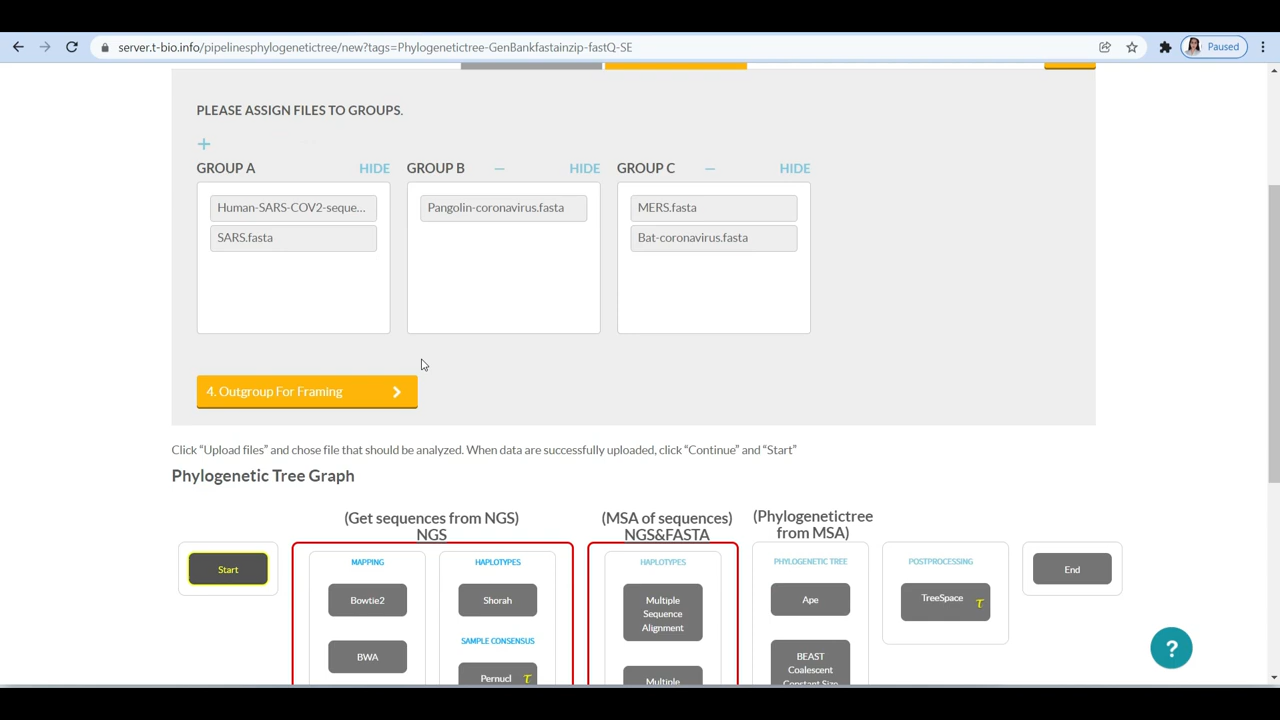 server.t-bio.info/pipelinesphylogenetictree/new?tags=Phylogenetictree-GenBankfastainzip-fastQ-SE
Paused
PLEASE ASSIGN FILES TO GROUPS.
+
GROUP A HIDE GROUP B — HIDE GROUP C — HIDE
Human-SARS-COV2-seque... Pangolin-coronavirus.fasta MERS.fasta
SARS.fasta Bat-coronavirus.fasta
4. Outgroup For Framing
Click “Upload files” and chose file that should be analyzed. When data are successfully uploaded, click “Continue” and “Start”
Phylogenetic Tree Graph
(Get sequences from NGS)
NGS
(MSA of sequences)
NGS&FASTA
(Phylogenetictree
from MSA)
Start
MAPPING
Bowtie2
BWA
HAPLOTYPES
Shorah
SAMPLE CONSENSUS
Pernucl τ
HAPLOTYPES
Multiple
Sequence
Alignment
Multiple
PHYLOGENETIC TREE
Ape
BEAST
Coalescent
Constant Size
POSTPROCESSING
TreeSpace τ
End
?